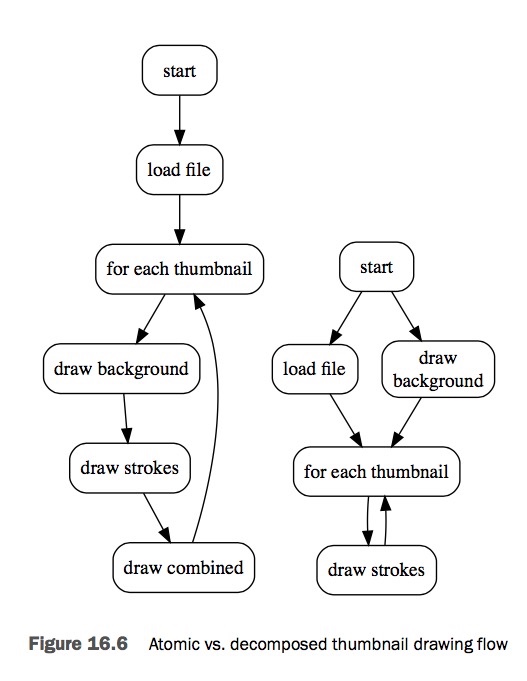 start
load file
for each thumbnail
draw background
draw strokes
draw combined
start
load file
draw
background
for each thumbnail
draw strokes
Figure 16.6 Atomic vs. decomposed thumbnail drawing flow